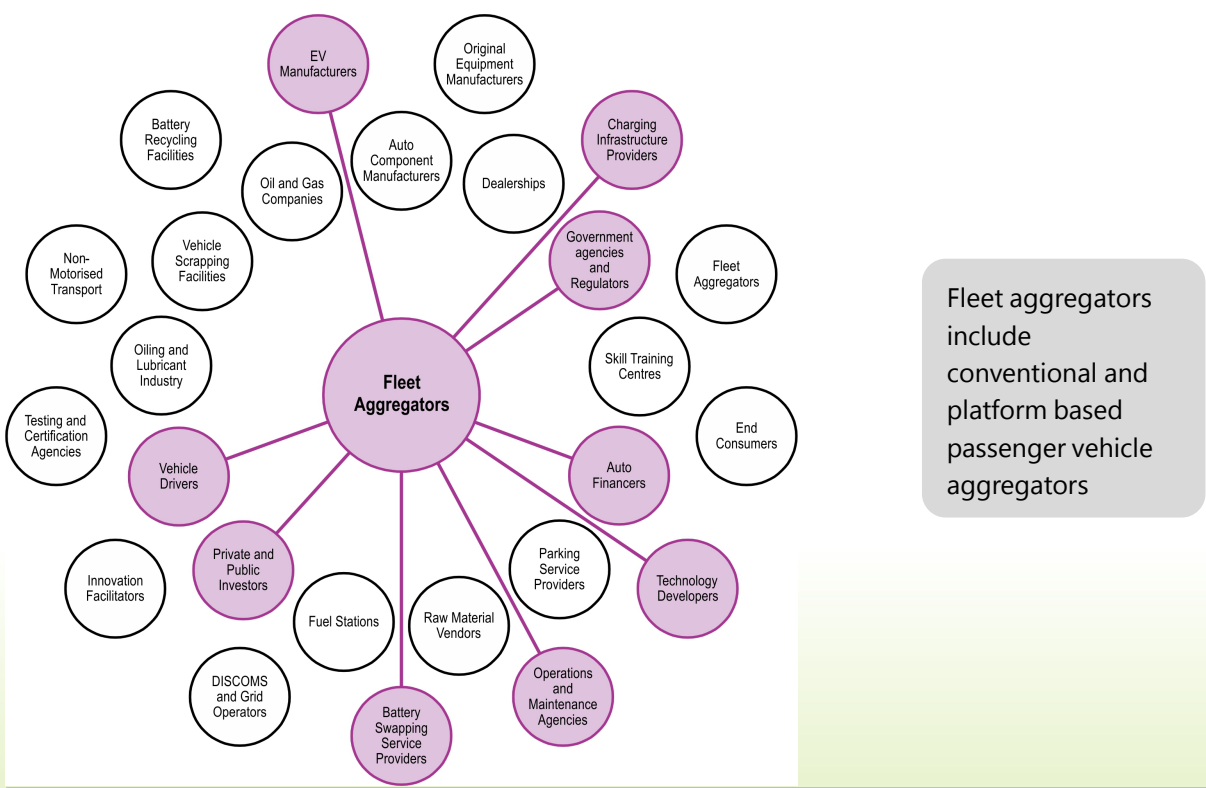 EV
Manufacturers
Original
Equipment
Manufacturers
Battery
Recycling
Facilities
Auto
Component
Manufacturers
Charging
Infrastructure
Providers
Oil and Gas
Companies
Dealerships
Non-
Motorised
Transport
Vehicle
Scrapping
Facilities
Government
agencies
and
Regulators
Fleet
Aggregators
Oiling and
Lubricant
Industry
Fleet
Aggregators
Skill Training
Centres
Testing and
Certification
Agencies
Vehicle
Drivers
Auto
Financers
End
Consumers
Innovation
Facilitators
Private and
Public
Investors
Fuel Stations
Raw Material
Vendors
Parking
Service
Providers
Technology
Developers
DISCOMS
and Grid
Operators
Battery
Swapping
Service
Providers
Operations
and
Maintenance
Agencies
Fleet aggregators
include
conventional and
platform based
passenger vehicle
aggregators